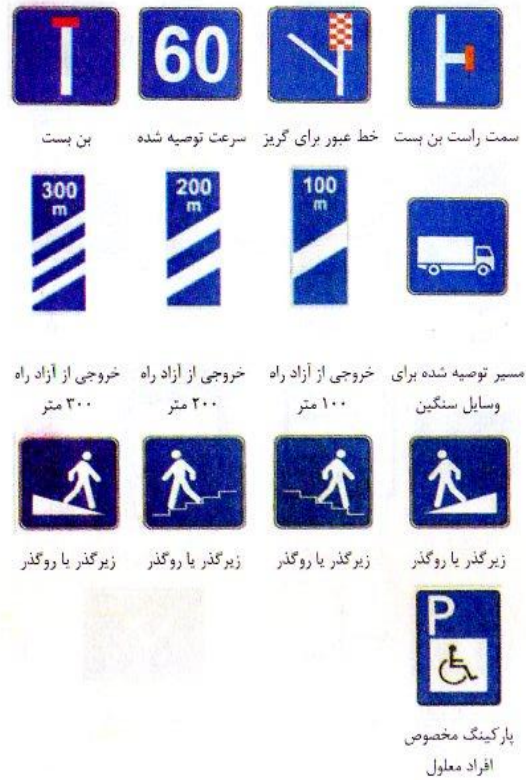 60
سمت راست بن بست
خط عبور برای گریز
سرعت توصیه شده
بن بست
100
m
200
m
300
m
مسیر توصیه شده برای
وسایل سنگین
خروجی از آزاد راه
۱۰۰ متر
خروجی از آزاد راه
۲۰۰ متر
خروجی از آزاد راه
۳۰۰ متر
زیرگذر یا روگذر
زیرگذر یا روگذر
زیرگذر یا روگذر
زیرگذر یا روگذر
P
پارکینگ مخصوص
افراد معلول